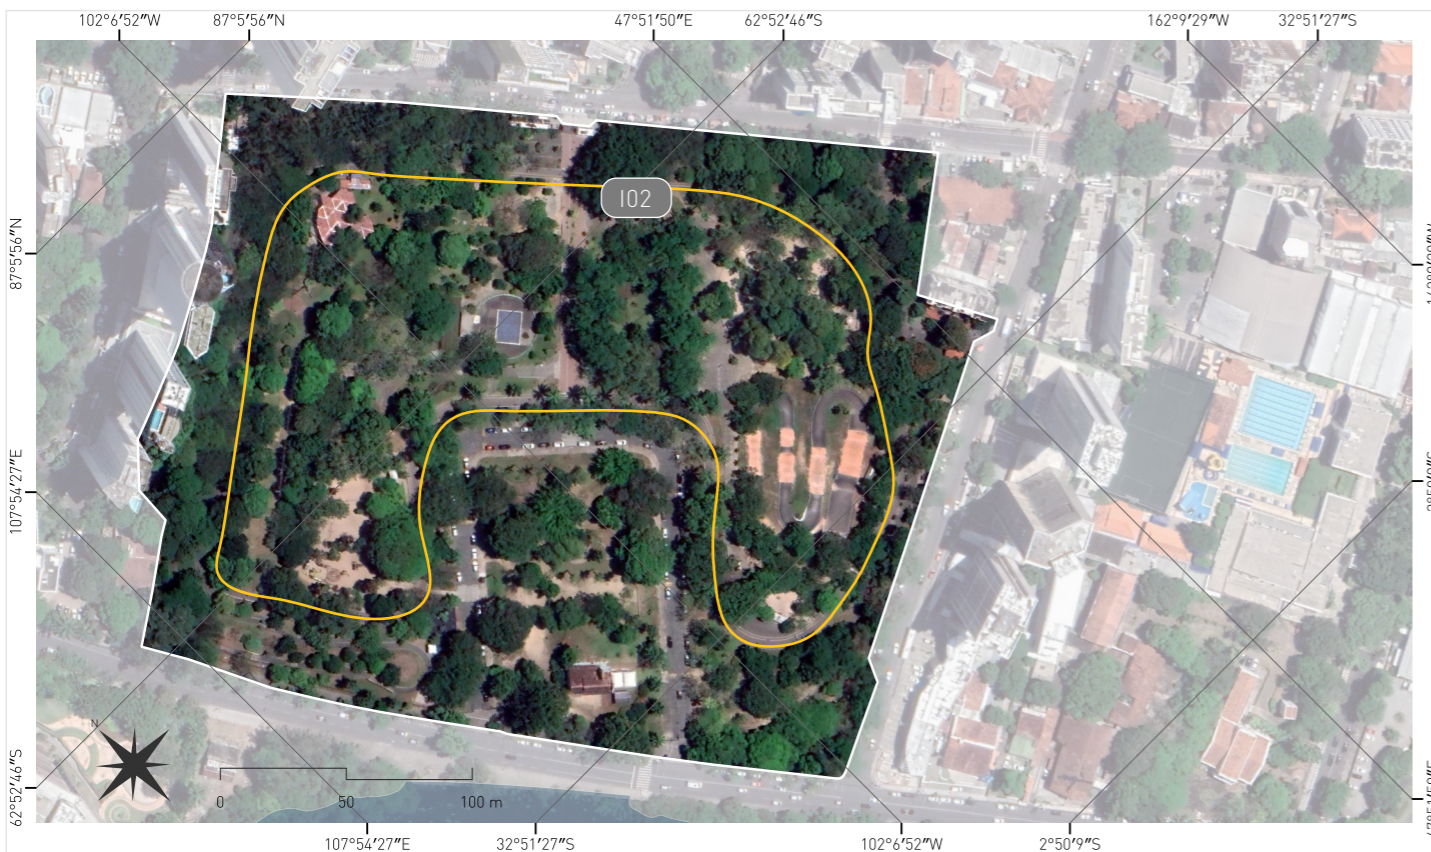 102°6′52″W 87°5′56″N 47°51′50″E 62°52′46″S 162°9′29″W 32°51′27″S
87°5′56″N
I02
107°54′27″E
N
62°52′46″S
0 50 100 m
107°54′27″E 32°51′27″S 102°6′52″W 2°50′9″S